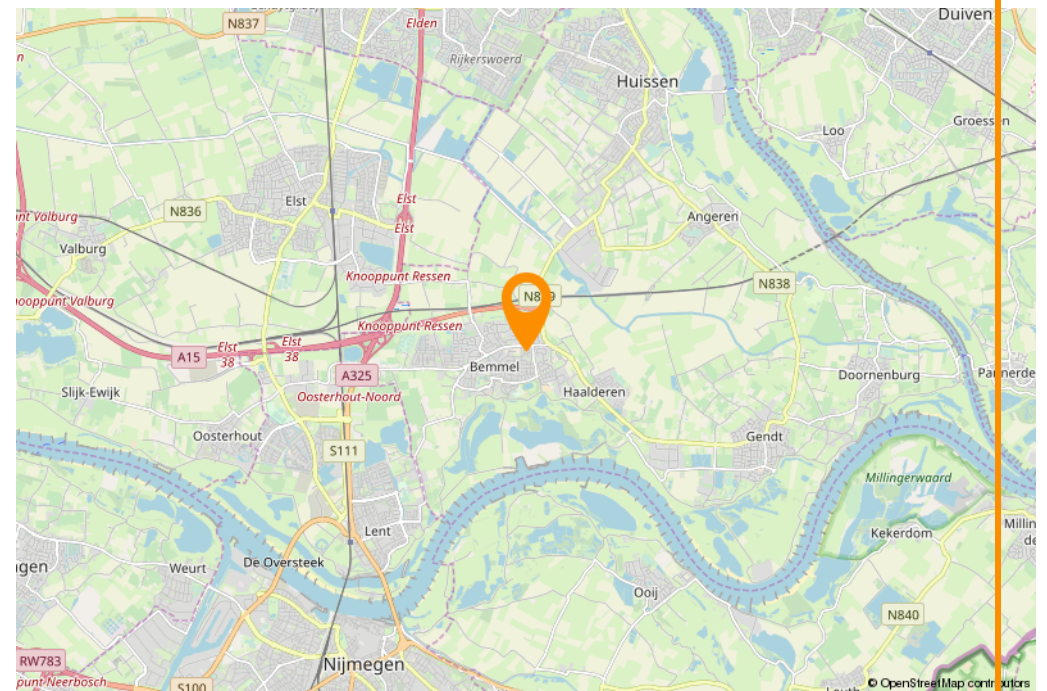 N837
Elden
Duiven
Rijkerswoerd
Huissen
Groessen
Loo
Elst
Elst
N836
Elst
Angeren
Valburg
Knooppunt Ressen
N838
Knooppunt Ressen
Elst
38
Elst
38
A15
A325
Bemmel
Doornenburg
Slijk-Ewijk
Oosterhout-Noord
Haalderen
Oosterhout
Gendt
S111
Millingerwaard
Lent
Kekerdom
Weurt
De Oversteek
Ooij
N840
RW783
Nijmegen
S100
© OpenStreetMap contributors